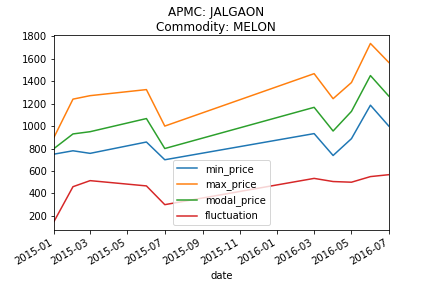 APMC: JALGAON
Commodity: MELON
1800
1600
1400
1200
1000
800
600
400
200
min_price
max_price
modal_price
fluctuation
2015-01
2015-03
2015-05
2015-07
2015-09
2015-11
2016-01
2016-03
2016-05
2016-07
date